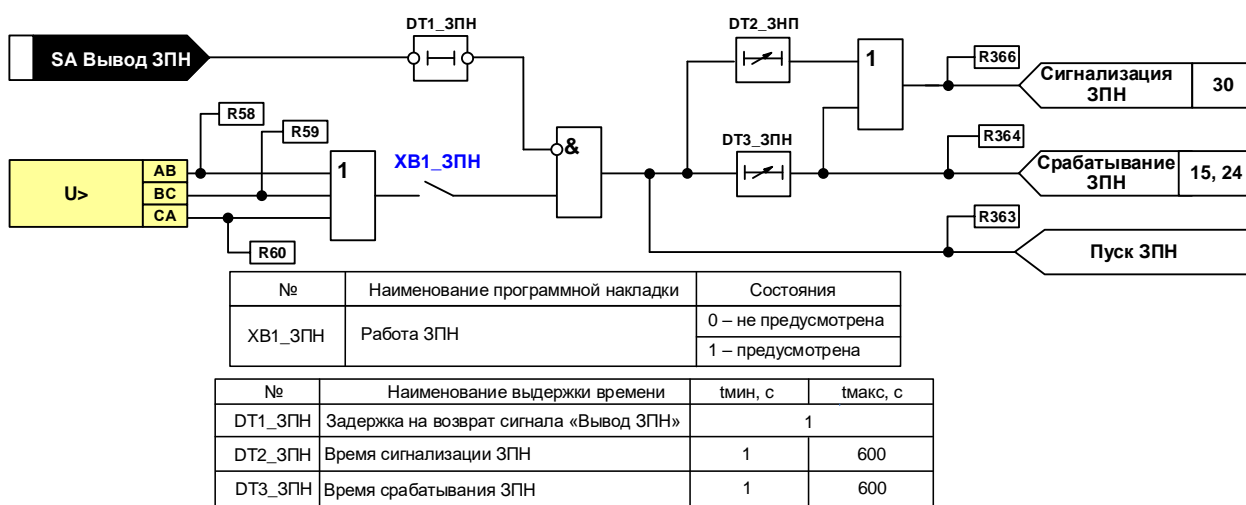 DT1_ЗПН
DT2_ЗНП
SA Вывод ЗПН
1
R366
Сигнализация ЗПН
30
R58
R59
U>
AB
BC
CA
1
ХВ1_ЗПН
&
DT3_ЗПН
R364
Срабатывание ЗПН
15, 24
R363
Пуск ЗПН
R60
№ Наименование программной накладки Состояния
ХВ1_ЗПН Работа ЗПН 0 – не предусмотрена
1 – предусмотрена
№ Наименование выдержки времени tмин, с tмакс, с
DT1_ЗПН Задержка на возврат сигнала «Вывод ЗПН» 1
DT2_ЗПН Время сигнализации ЗПН 1 600
DT3_ЗПН Время срабатывания ЗПН 1 600